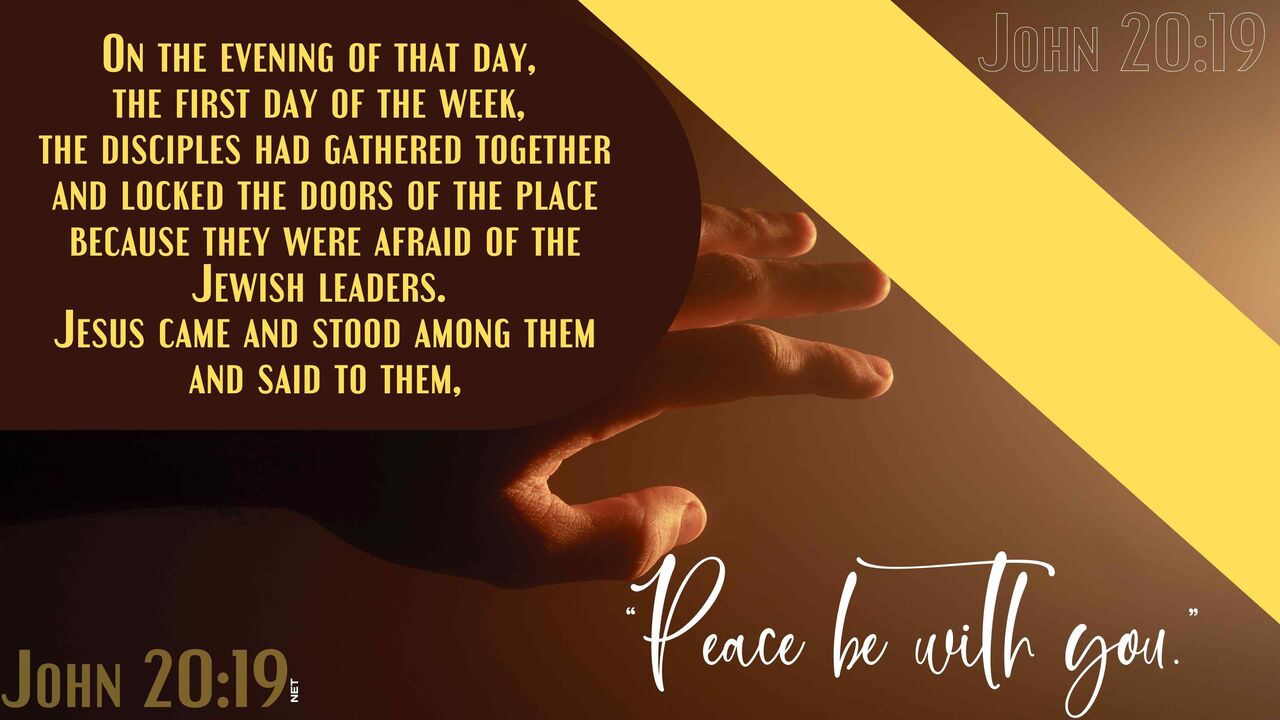 On the evening of that day,
the first day of the week,
the disciples had gathered together
and locked the doors of the place
because they were afraid of the
Jewish leaders.
Jesus came and stood among them
and said to them,
“Peace be with you.”
John 20:19
John 20:19 NET